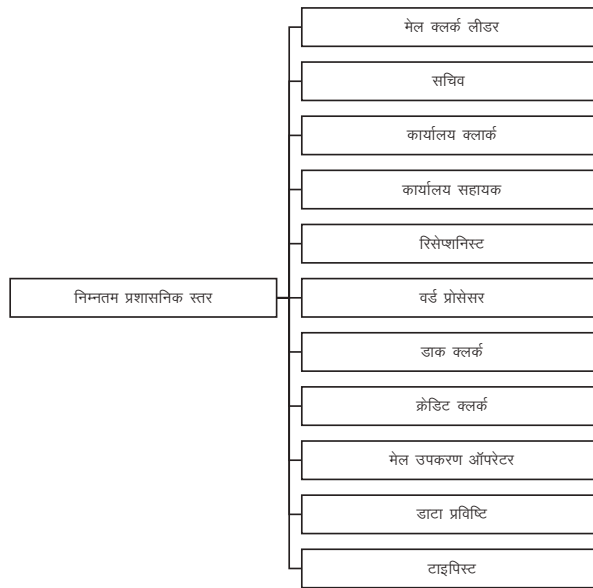 मेल क्लर्क लीडर
सचिव
कार्यालय क्लार्क
कार्यालय सहायक
रिसेप्शनिस्ट
निम्नतम प्रशासनिक स्तर
वर्ड प्रोसेसर
डाक क्लर्क
क्रेडिट क्लर्क
मेल उपकरण ऑपरेटर
डाटा प्रविष्टि
टाइपिस्ट